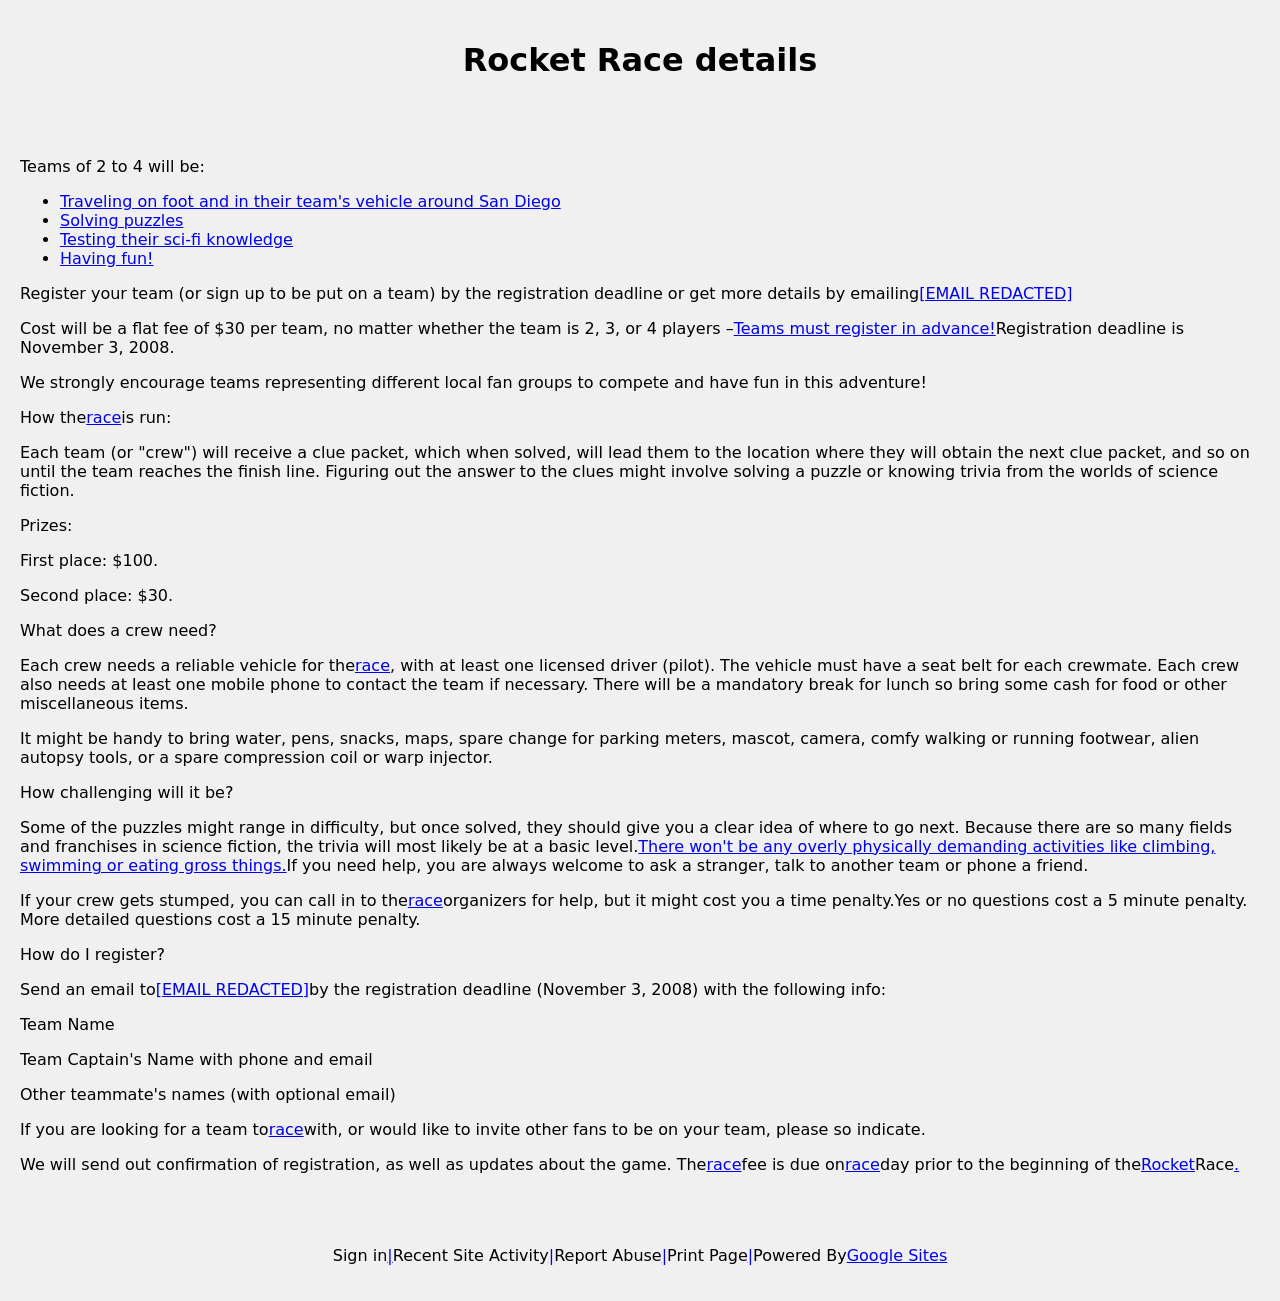 Rocket Race details
Teams of 2 to 4 will be:
• Traveling on foot and in their team's vehicle around San Diego
• Solving puzzles
• Testing their sci-fi knowledge
• Having fun!
Register your team (or sign up to be put on a team) by the registration deadline or get more details by emailing[EMAIL REDACTED]
Cost will be a flat fee of $30 per team, no matter whether the team is 2, 3, or 4 players –Teams must register in advance!Registration deadline is
November 3, 2008.
We strongly encourage teams representing different local fan groups to compete and have fun in this adventure!
How theraceis run:
Each team (or "crew") will receive a clue packet, which when solved, will lead them to the location where they will obtain the next clue packet, and so on
until the team reaches the finish line. Figuring out the answer to the clues might involve solving a puzzle or knowing trivia from the worlds of science
fiction.
Prizes:
First place: $100.
Second place: $30.
What does a crew need?
Each crew needs a reliable vehicle for therace, with at least one licensed driver (pilot). The vehicle must have a seat belt for each crewmate. Each crew
also needs at least one mobile phone to contact the team if necessary. There will be a mandatory break for lunch so bring some cash for food or other
miscellaneous items.
It might be handy to bring water, pens, snacks, maps, spare change for parking meters, mascot, camera, comfy walking or running footwear, alien
autopsy tools, or a spare compression coil or warp injector.
How challenging will it be?
Some of the puzzles might range in difficulty, but once solved, they should give you a clear idea of where to go next. Because there are so many fields
and franchises in science fiction, the trivia will most likely be at a basic level.There won't be any overly physically demanding activities like climbing,
swimming or eating gross things.If you need help, you are always welcome to ask a stranger, talk to another team or phone a friend.
If your crew gets stumped, you can call in to theraceorganizers for help, but it might cost you a time penalty.Yes or no questions cost a 5 minute penalty.
More detailed questions cost a 15 minute penalty.
How do I register?
Send an email to[EMAIL REDACTED]by the registration deadline (November 3, 2008) with the following info:
Team Name
Team Captain's Name with phone and email
Other teammate's names (with optional email)
If you are looking for a team toracewith, or would like to invite other fans to be on your team, please so indicate.
We will send out confirmation of registration, as well as updates about the game. Theracefee is due onraceday prior to the beginning of theRocketRace.
Sign in|Recent Site Activity|Report Abuse|Print Page|Powered ByGoogle Sites